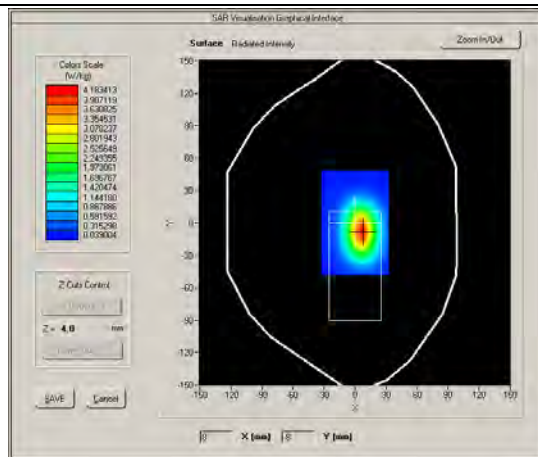 SAR Visualisation Graphical Interface
Surface Radiated Intensity
Zoom In/Out
Colors Scale
(W/kg)
4.183413
3.907119
3.630825
3.354531
3.078237
2.801943
2.525649
2.249355
1.973061
1.696767
1.420474
1.144180
0.867886
0.591592
0.315298
0.039004
150
120
90
60
30
0
-30
-60
-90
-120
-150
Y
-150 -120 -90 -60 -30 0 30 60 90 120 150
X
Z Cuts Control
Z = 4.0 mm
SAVE Cancel
8 X (mm) -8 Y (mm)